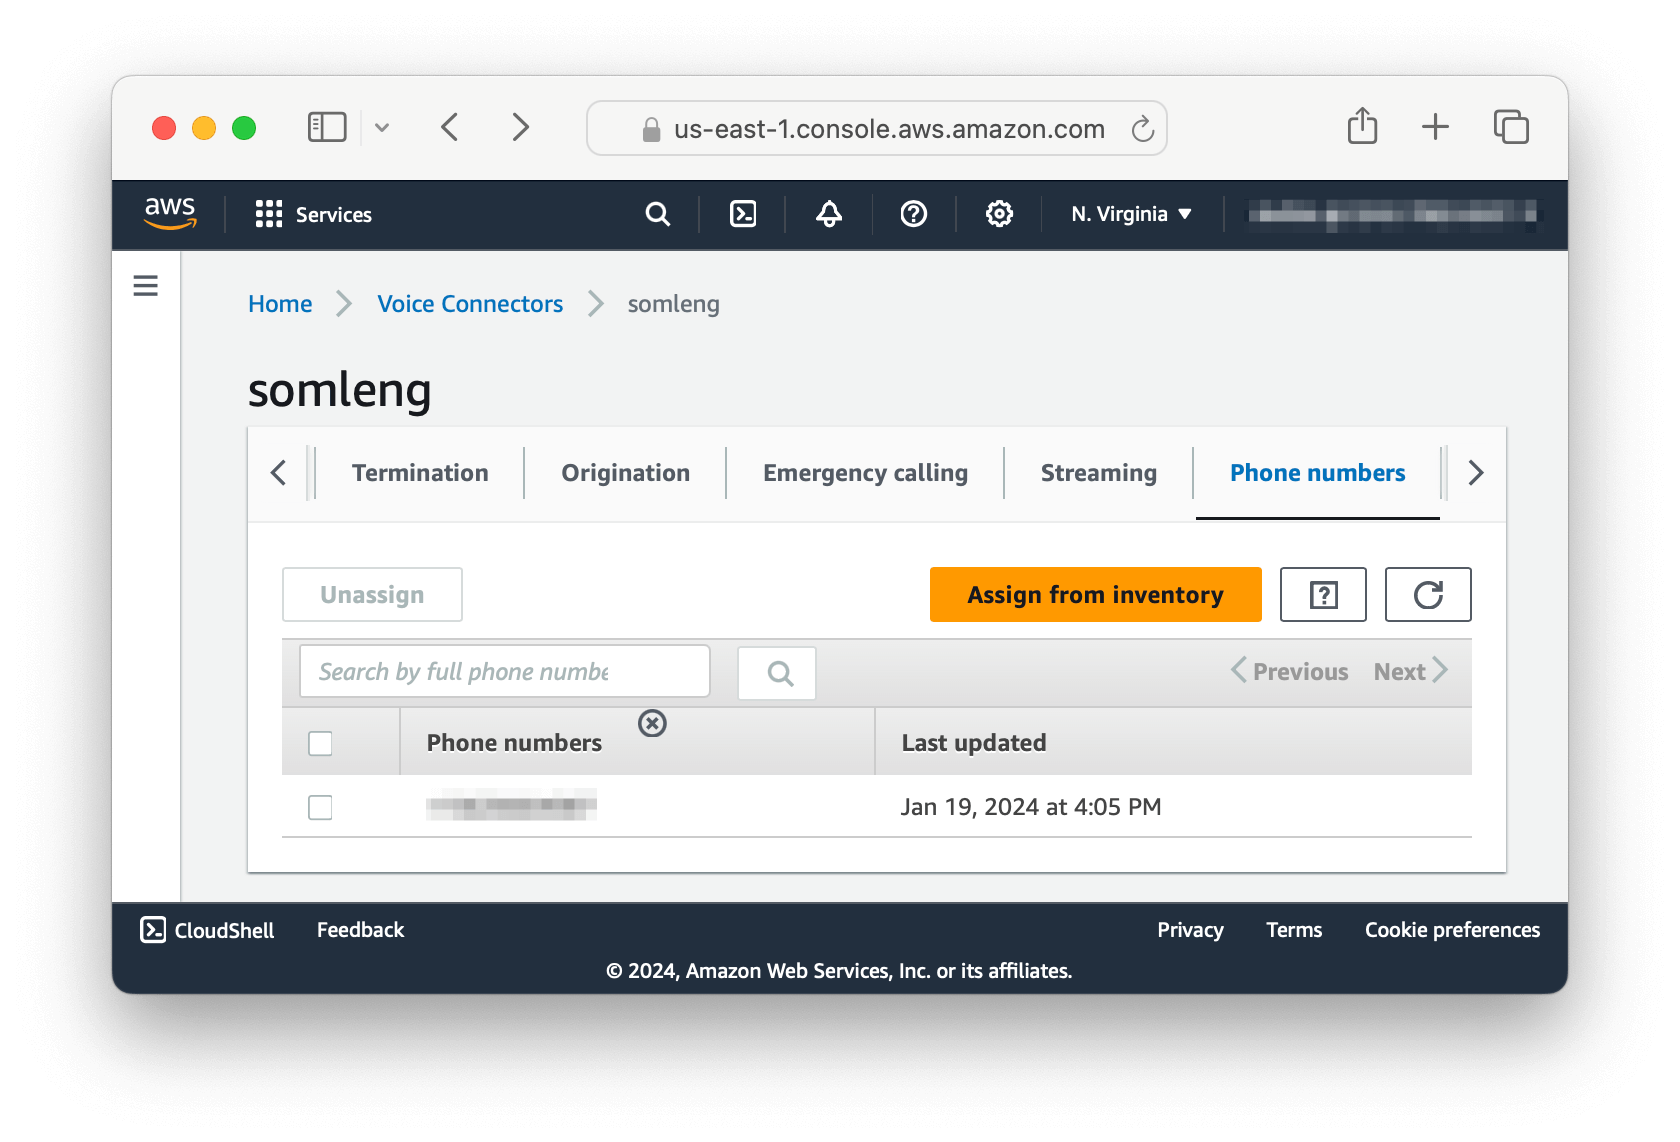 us-east-1.console.aws.amazon.com
aws Services N. Virginia
Home Voice Connectors somleng
somleng
Termination Origination Emergency calling Streaming Phone numbers
Unassign Assign from inventory
Search by full phone numbe Previous Next
Phone numbers Last updated
Jan 19, 2024 at 4:05 PM
CloudShell Feedback Privacy Terms Cookie preferences
© 2024, Amazon Web Services, Inc. or its affiliates.